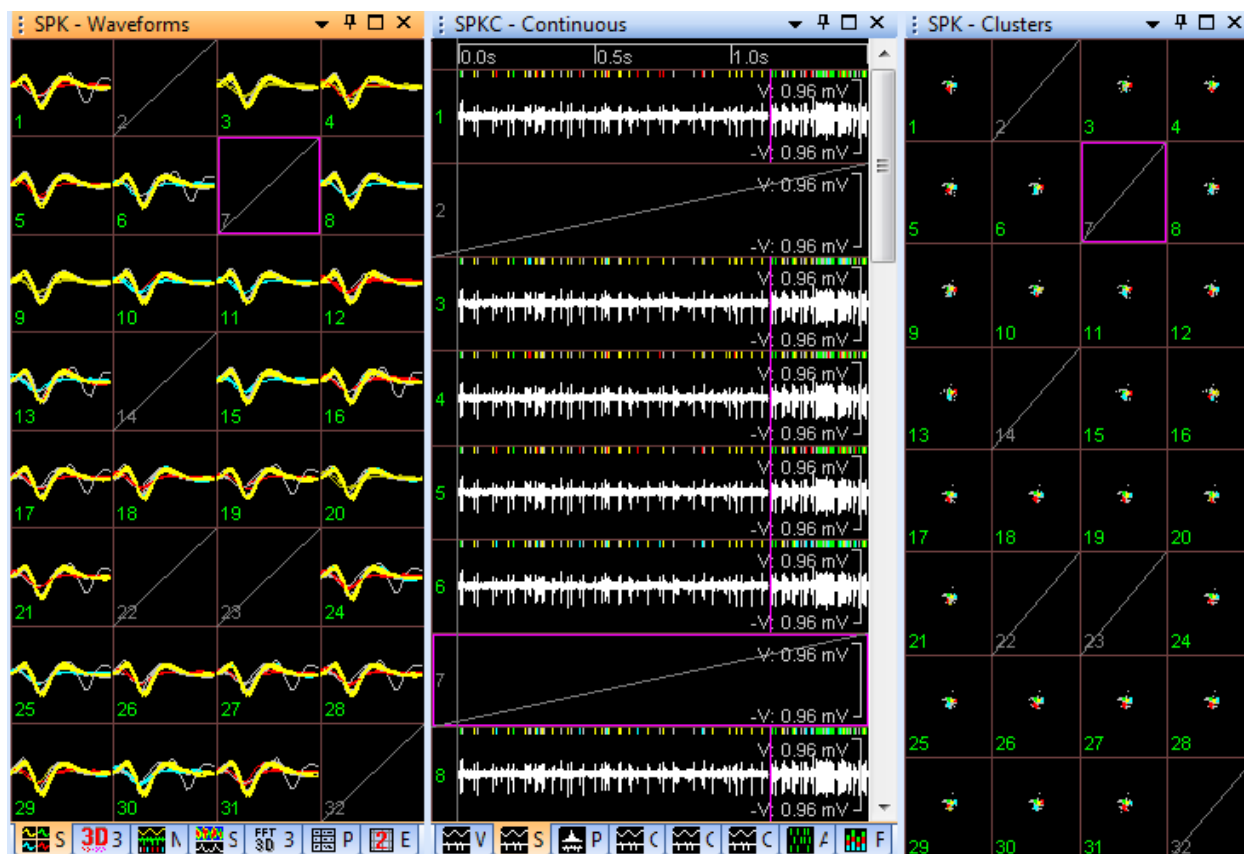 SPK - Waveforms
1 2 3 4
5 6 7 8
9 10 11 12
13 14 15 16
17 18 19 20
21 22 23 24
25 26 27 28
29 30 31 32
S 3D 3 N S FFT 3D 3 P ? E
SPKC - Continuous
0.0s 0.5s 1.0s
1 V: 0.96 mV
-V: 0.96 mV
2 V: 0.96 mV
-V: 0.96 mV
3 V: 0.96 mV
-V: 0.96 mV
4 V: 0.96 mV
-V: 0.96 mV
5 V: 0.96 mV
-V: 0.96 mV
6 V: 0.96 mV
-V: 0.96 mV
7 V: 0.96 mV
-V: 0.96 mV
8 V: 0.96 mV
-V: 0.96 mV
V S P C C C A F
SPK - Clusters
1 2 3 4
5 6 7 8
9 10 11 12
13 14 15 16
17 18 19 20
21 22 23 24
25 26 27 28
29 30 31 32